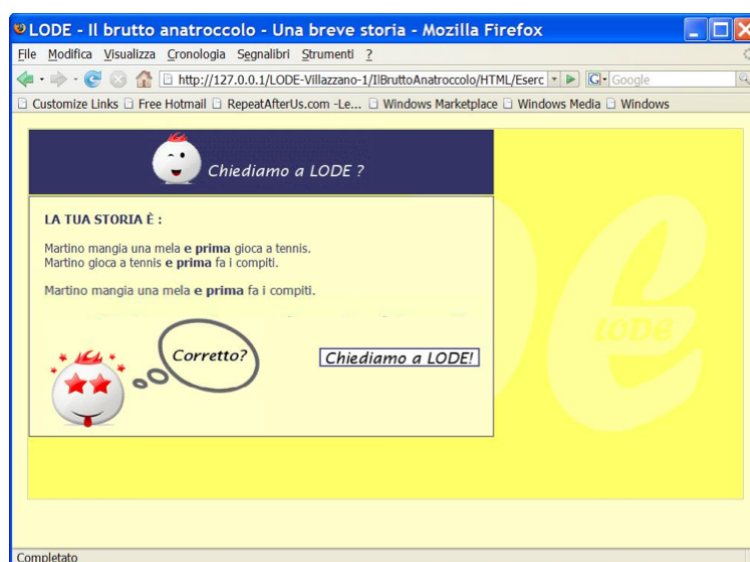 LODE - Il brutto anatroccolo - Una breve storia - Mozilla Firefox
File Modifica Visualizza Cronologia Segnalibri Strumenti ?
http://127.0.0.1/LODE-Villazzano-1/IlBruttoAnatroccolo/HTML/Eserc
Google
Customize Links Free Hotmail RepeatAfterUs.com -Le... Windows Marketplace Windows Media Windows
Chiediamo a LODE ?
LA TUA STORIA È :
Martino mangia una mela e prima gioca a tennis.
Martino gioca a tennis e prima fa i compiti.
Martino mangia una mela e prima fa i compiti.
Corretto?
Chiediamo a LODE!
LODE
Completato